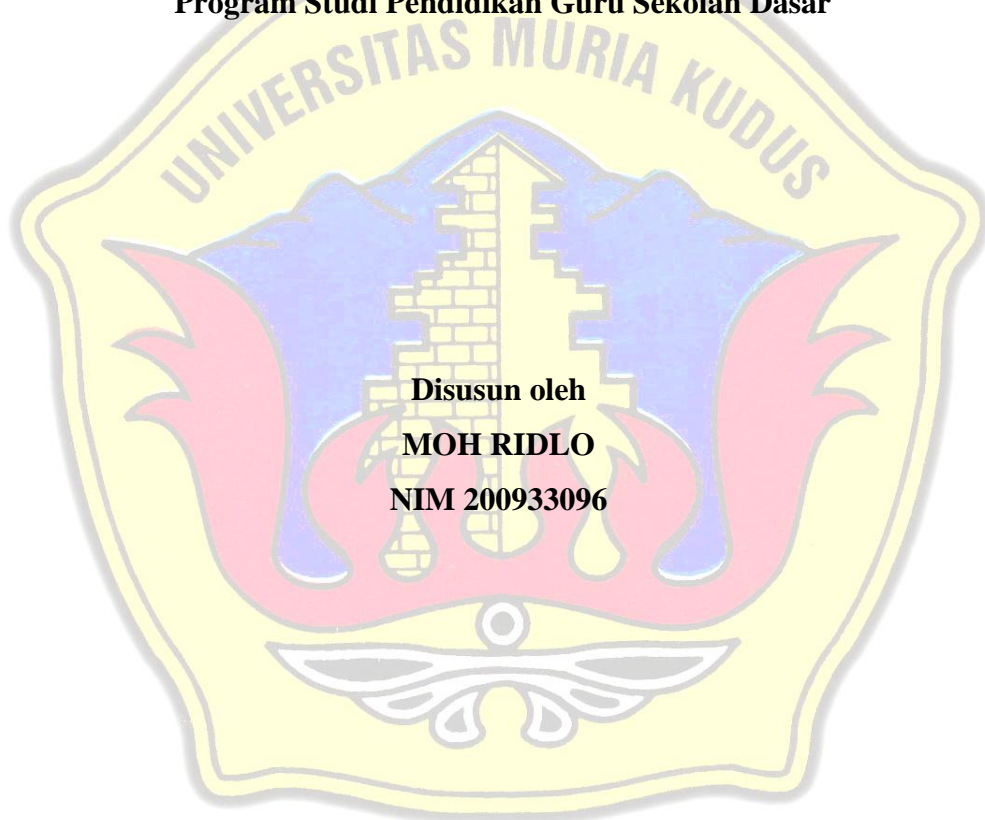 Program Studi Pendidikan Guru Sekolah Dasar
UNIVERSITAS MURIA KUDUS
Disusun oleh
MOH RIDLO
NIM 200933096